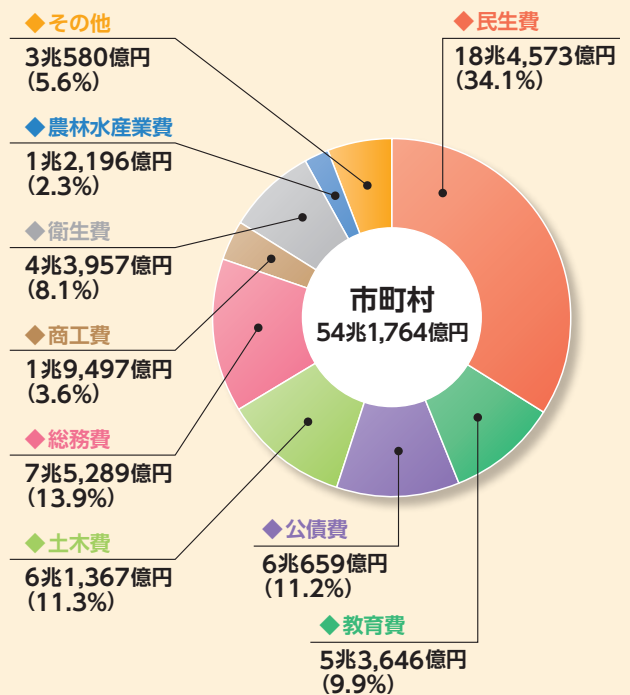 ◆その他
3兆580億円
(5.6%)
◆農林水産業費
1兆2,196億円
(2.3%)
◆衛生費
4兆3,957億円
(8.1%)
◆商工費
1兆9,497億円
(3.6%)
◆総務費
7兆5,289億円
(13.9%)
◆土木費
6兆1,367億円
(11.3%)
◆民生費
18兆4,573億円
(34.1%)
市町村
54兆1,764億円
◆公債費
6兆659億円
(11.2%)
◆教育費
5兆3,646億円
(9.9%)